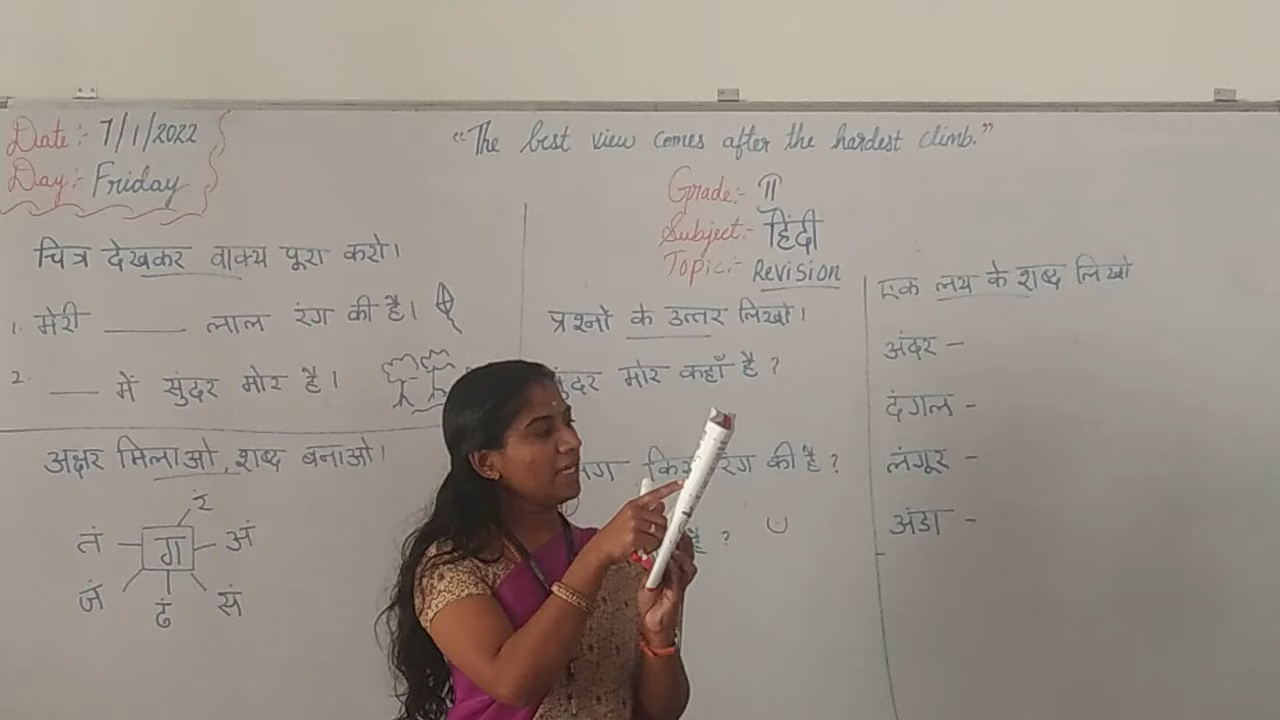 Date:- 7/1/2022
Day:- Friday
"The best view comes after the hardest climb."
Grade:- II
Subject:- हिंदी
Topic:- Revision
चित्र देखकर वाक्य पूरा करो।
1. मेरी ______ लाल रंग की है।
2. ____ में सुंदर मोर है।
अक्षर मिलाओ, शब्द बनाओ।
रं
तं ग अं
जं ढं सं
प्रश्नों के उत्तर लिखो।
मोर कहाँ है ?
रंग की है ?
है ?
एक लय के शब्द लिखो
अंदर -
दंगल -
लंगूर -
अंडा -